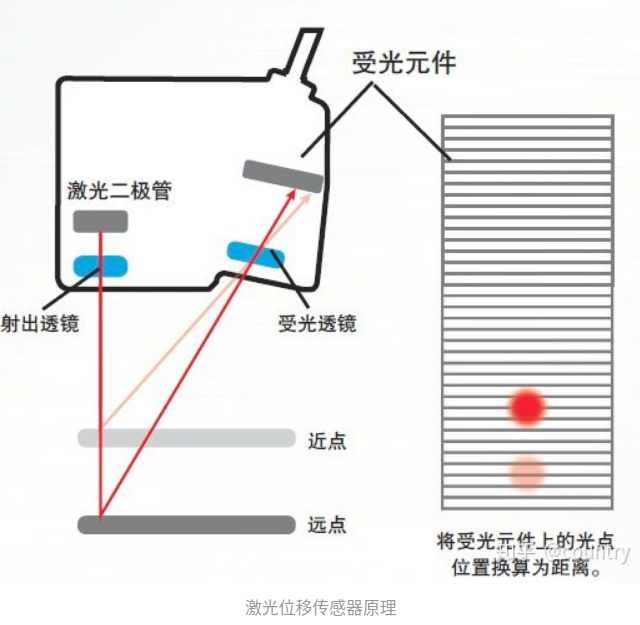 受光元件
激光二极管
射出透镜
受光透镜
近点
远点
将受光元件上的光点
位置换算为距离。
知乎 @country
激光位移传感器原理